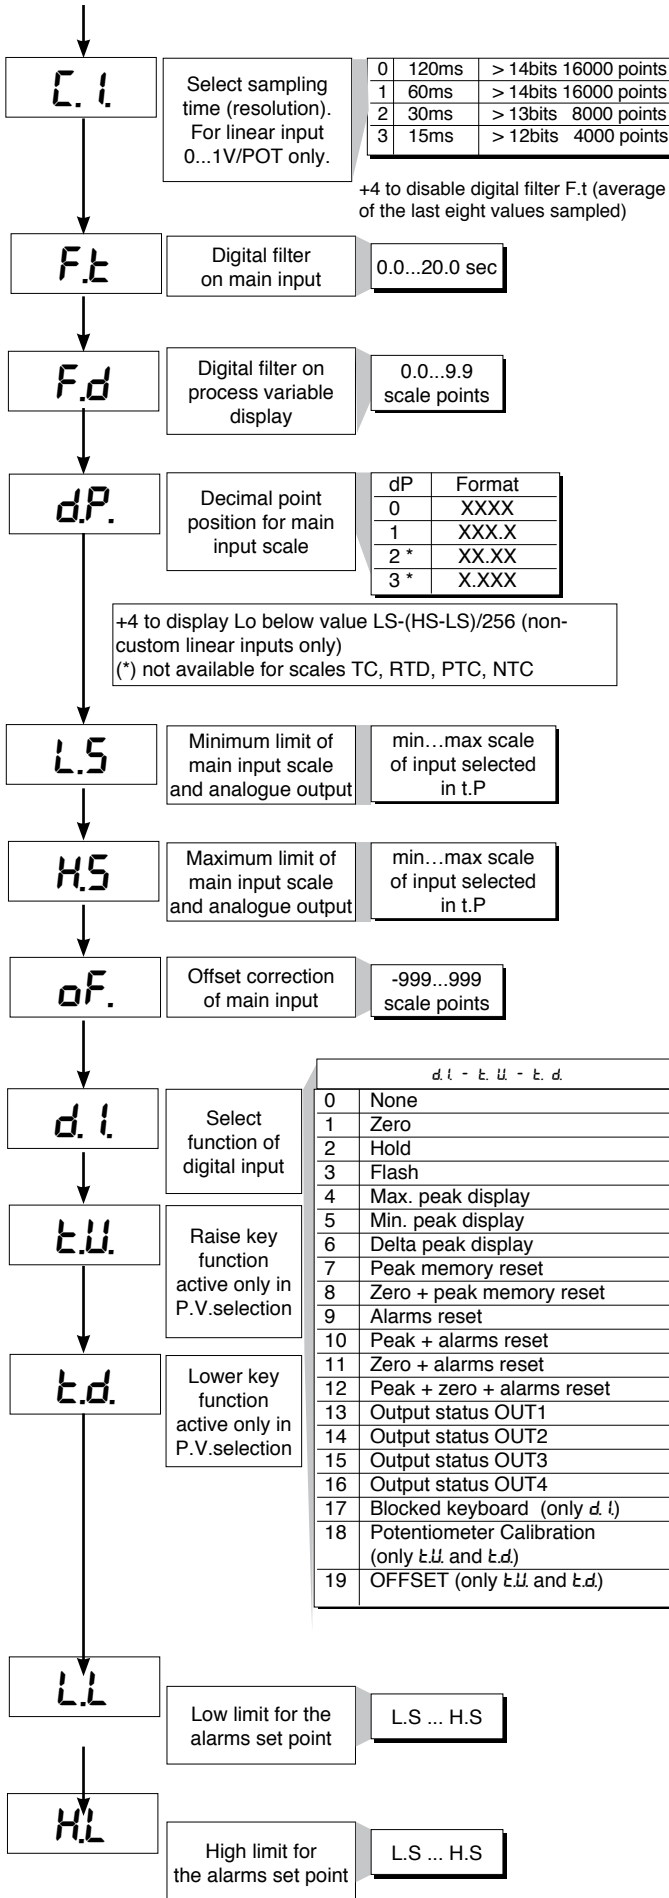 C. I.
Select sampling
time (resolution).
For linear input
0...1V/POT only.
0 120ms > 14bits 16000 points
1 60ms > 14bits 16000 points
2 30ms > 13bits 8000 points
3 15ms > 12bits 4000 points
+4 to disable digital filter F.t (average
of the last eight values sampled)
F.t
Digital filter
on main input
0.0...20.0 sec
F.d
Digital filter on
process variable
display
0.0...9.9
scale points
d.P.
Decimal point
position for main
input scale
dP Format
0 XXXX
1 XXX.X
2 * XX.XX
3 * X.XXX
+4 to display Lo below value LS-(HS-LS)/256 (non-
custom linear inputs only)
(*) not available for scales TC, RTD, PTC, NTC
L.S
Minimum limit of
main input scale
and analogue output
min...max scale
of input selected
in t.P
H.S
Maximum limit of
main input scale
and analogue output
min...max scale
of input selected
in t.P
oF.
Offset correction
of main input
-999...999
scale points
d. I.
Select
function of
digital input
t.U.
Raise key
function
active only in
P.V.selection
t.d.
Lower key
function
active only in
P.V.selection
d. I. - t. U. - t. d.
0 None
1 Zero
2 Hold
3 Flash
4 Max. peak display
5 Min. peak display
6 Delta peak display
7 Peak memory reset
8 Zero + peak memory reset
9 Alarms reset
10 Peak + alarms reset
11 Zero + alarms reset
12 Peak + zero + alarms reset
13 Output status OUT1
14 Output status OUT2
15 Output status OUT3
16 Output status OUT4
17 Blocked keyboard (only d. I.)
18 Potentiometer Calibration
(only t.U. and t.d.)
19 OFFSET (only t.U. and t.d.)
L.L
Low limit for the
alarms set point
L.S ... H.S
H.L
High limit for
the alarms set point
L.S ... H.S